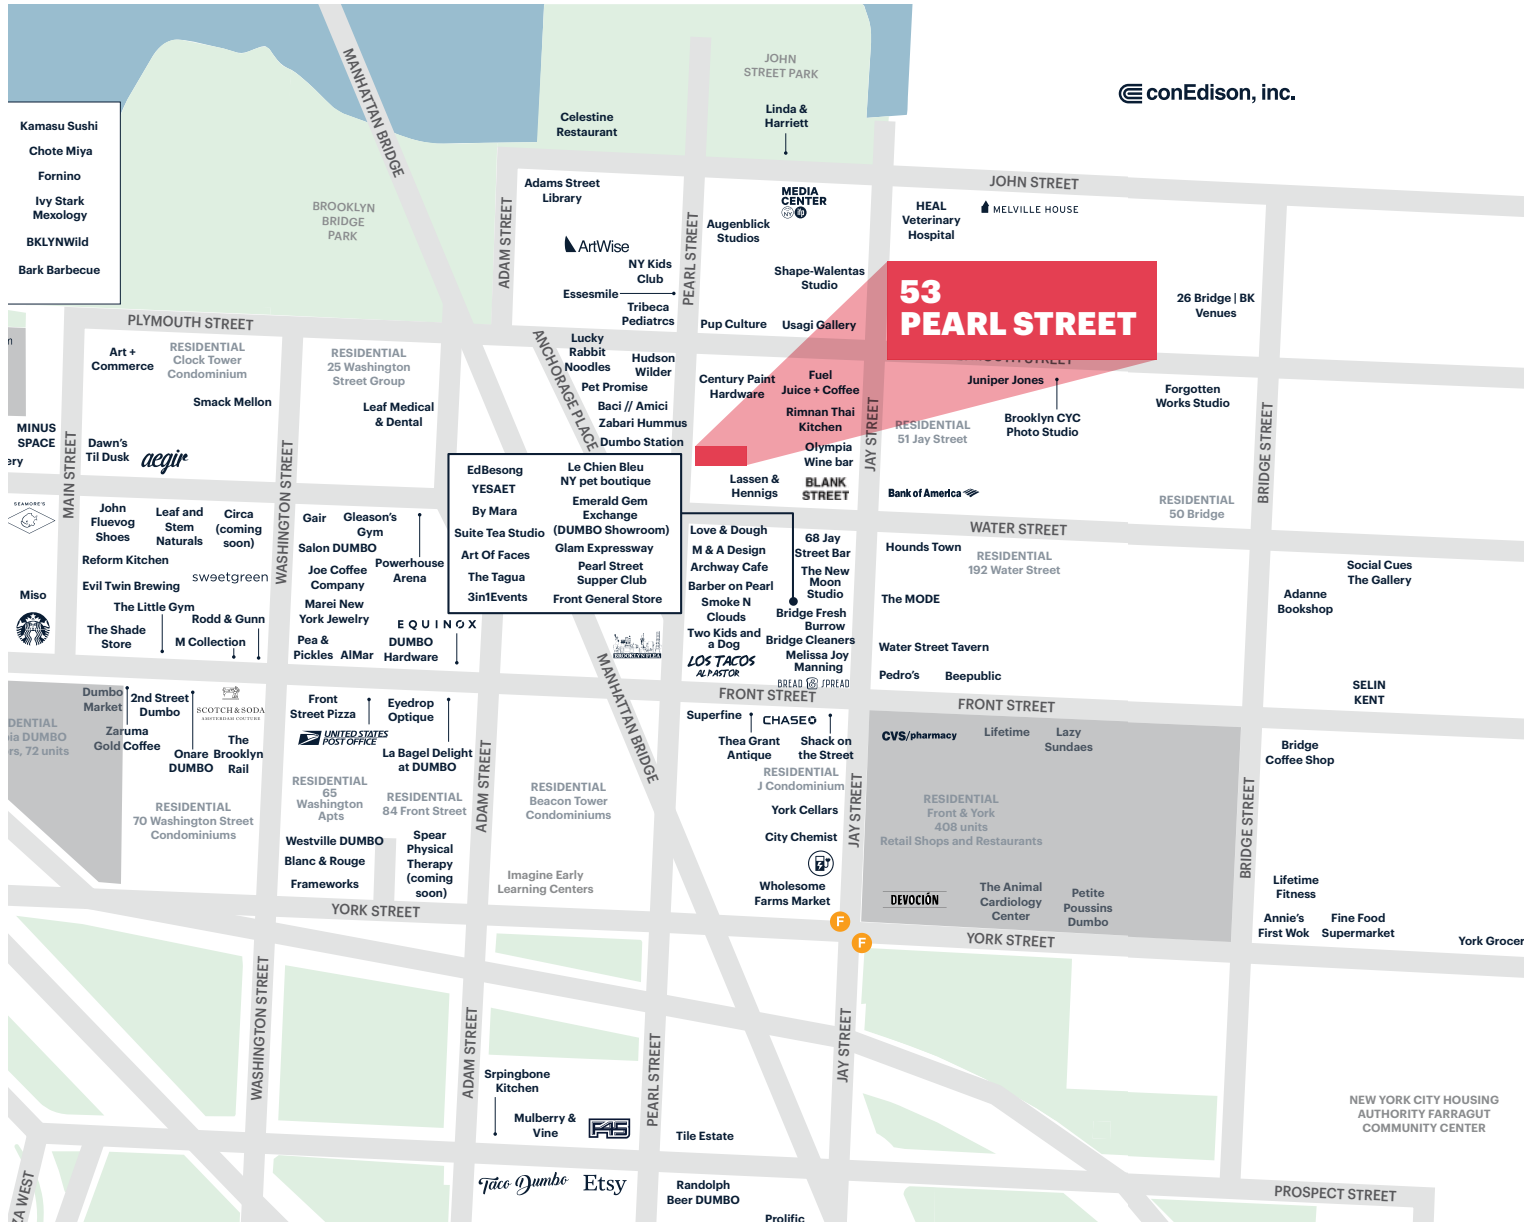 JOHN
STREET PARK
conEdison, inc.
MANHATTAN BRIDGE
Celestine
Restaurant
Linda &
Harriett
Kamasu Sushi
Chote Miya
Fornino
Ivy Stark
Mexology
BKLYNWild
Bark Barbecue
BROOKLYN
BRIDGE
PARK
ADAM STREET
Adams Street
Library
ArtWise
NY Kids
Club
Essesmile
Tribeca
Pediatrcs
PEARL STREET
MEDIA
CENTER
Augenblick
Studios
Shape-Walentas
Studio
Pup Culture
Usagi Gallery
JOHN STREET
HEAL
Veterinary
Hospital
MELVILLE HOUSE
53
PEARL STREET
26 Bridge | BK
Venues
PLYMOUTH STREET
Art +
Commerce
RESIDENTIAL
Clock Tower
Condominium
Smack Mellon
RESIDENTIAL
25 Washington
Street Group
Leaf Medical
& Dental
MINUS
SPACE
ery
MAIN STREET
Dawn's
Til Dusk
aegir
WASHINGTON STREET
ANCHORAGE PLACE
Lucky
Rabbit
Noodles
Hudson
Wilder
Pet Promise
Baci // Amici
Zabari Hummus
Dumbo Station
Century Paint
Hardware
Fuel
Juice + Coffee
Rimnan Thai
Kitchen
Olympia
Wine bar
Lassen &
Hennigs
BLANK
STREET
JAY STREET
Juniper Jones
Brooklyn CYC
Photo Studio
RESIDENTIAL
51 Jay Street
Bank of America
Forgotten
Works Studio
BRIDGE STREET
RESIDENTIAL
50 Bridge
WATER STREET
EdBesong
YESAET
By Mara
Suite Tea Studio
Art Of Faces
The Tagua
3in1Events
Le Chien Bleu
NY pet boutique
Emerald Gem
Exchange
(DUMBO Showroom)
Glam Expressway
Pearl Street
Supper Club
Front General Store
SEAMORE'S
Miso
John
Fluevog
Shoes
Leaf and
Stem
Naturals
Circa
(coming
soon)
Reform Kitchen
Evil Twin Brewing
sweetgreen
The Little Gym
Rodd & Gunn
The Shade
Store
M Collection
Gair
Gleason's
Gym
Salon DUMBO
Joe Coffee
Company
Powerhouse
Arena
Marei New
York Jewelry
EQUINOX
Pea &
Pickles
AlMar
DUMBO
Hardware
BROOKLYN FLEA
Love & Dough
M & A Design
Archway Cafe
Barber on Pearl
Smoke N
Clouds
Two Kids and
a Dog
LOS TACOS
AL PASTOR
68 Jay
Street Bar
The New
Moon
Studio
Bridge Fresh
Burrow
Bridge Cleaners
Melissa Joy
Manning
BREAD SPREAD
Hounds Town
RESIDENTIAL
192 Water Street
The MODE
Water Street Tavern
Pedro's
Beepublic
Social Cues
The Gallery
Adanne
Bookshop
SELIN
KENT
FRONT STREET
FRONT STREET
DENTIAL
ia DUMBO
rs, 72 units
Dumbo
Market
2nd Street
Dumbo
SCOTCH & SODA
AMSTERDAM COUTURE
Zaruma
Gold Coffee
Onare
DUMBO
The
Brooklyn
Rail
RESIDENTIAL
70 Washington Street
Condominiums
Front
Street Pizza
Eyedrop
Optique
UNITED STATES
POST OFFICE
La Bagel Delight
at DUMBO
RESIDENTIAL
65
Washington
Apts
RESIDENTIAL
84 Front Street
Westville DUMBO
Blanc & Rouge
Frameworks
Spear
Physical
Therapy
(coming
soon)
ADAM STREET
MANHATTAN BRIDGE
RESIDENTIAL
Beacon Tower
Condominiums
Imagine Early
Learning Centers
Superfine
CHASE
Thea Grant
Antique
Shack on
the Street
RESIDENTIAL
J Condominium
York Cellars
City Chemist
Wholesome
Farms Market
JAY STREET
CVS/pharmacy
Lifetime
Lazy
Sundaes
RESIDENTIAL
Front & York
408 units
Retail Shops and Restaurants
DEVOCIÓN
The Animal
Cardiology
Center
Petite
Poussins
Dumbo
BRIDGE STREET
Bridge
Coffee Shop
Lifetime
Fitness
Annie's
First Wok
Fine Food
Supermarket
York Grocer
YORK STREET
F
F
YORK STREET
WASHINGTON STREET
ADAM STREET
PEARL STREET
JAY STREET
Srpingbone
Kitchen
Mulberry &
Vine
F45
Tile Estate
Taco Dumbo
Etsy
Randolph
Beer DUMBO
Prolific
NEW YORK CITY HOUSING
AUTHORITY FARRAGUT
COMMUNITY CENTER
PROSPECT STREET
ZA WEST